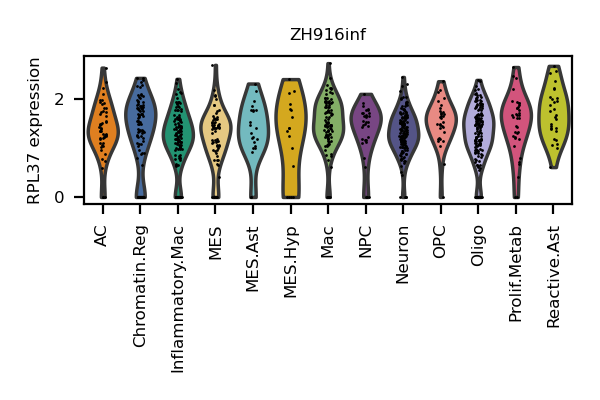 ZH916inf
RPL37 expression
2
0
AC
Chromatin.Reg
Inflammatory.Mac
MES
MES.Ast
MES.Hyp
Mac
NPC
Neuron
OPC
Oligo
Prolif.Metab
Reactive.Ast